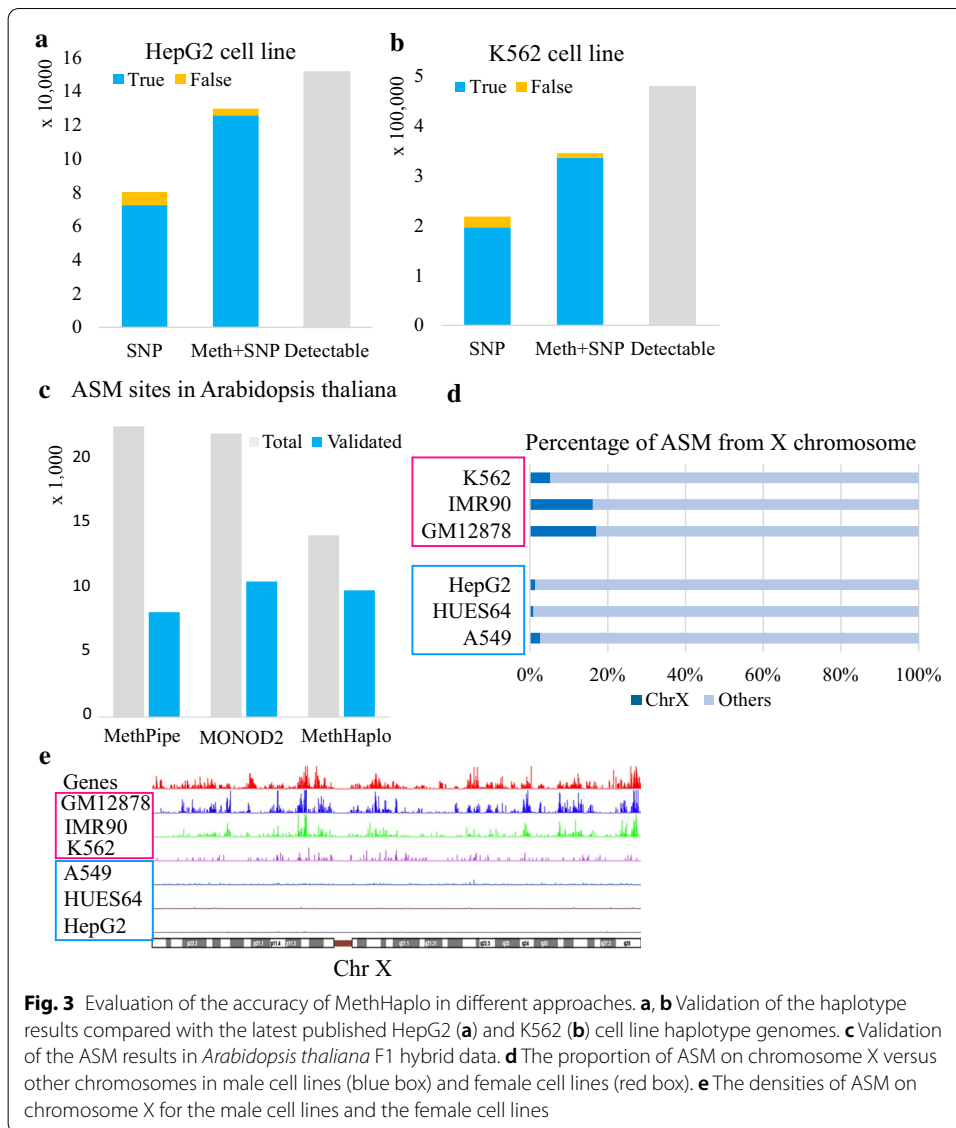 a
HepG2 cell line
True False
x 10,000
16
14
12
10
8
6
4
2
0
SNP Meth+SNP Detectable
b
K562 cell line
True False
x 100,000
5
4
3
2
1
0
SNP Meth+SNP Detectable
c ASM sites in Arabidopsis thaliana
Total Validated
x 1,000
20
15
10
5
0
MethPipe MONOD2 MethHaplo
d
Percentage of ASM from X chromosome
K562
IMR90
GM12878
HepG2
HUES64
A549
0% 20% 40% 60% 80% 100%
ChrX Others
e
Genes
GM12878
IMR90
K562
A549
HUES64
HepG2
Chr X
Fig. 3 Evaluation of the accuracy of MethHaplo in different approaches. a, b Validation of the haplotype
results compared with the latest published HepG2 (a) and K562 (b) cell line haplotype genomes. c Validation
of the ASM results in Arabidopsis thaliana F1 hybrid data. d The proportion of ASM on chromosome X versus
other chromosomes in male cell lines (blue box) and female cell lines (red box). e The densities of ASM on
chromosome X for the male cell lines and the female cell lines